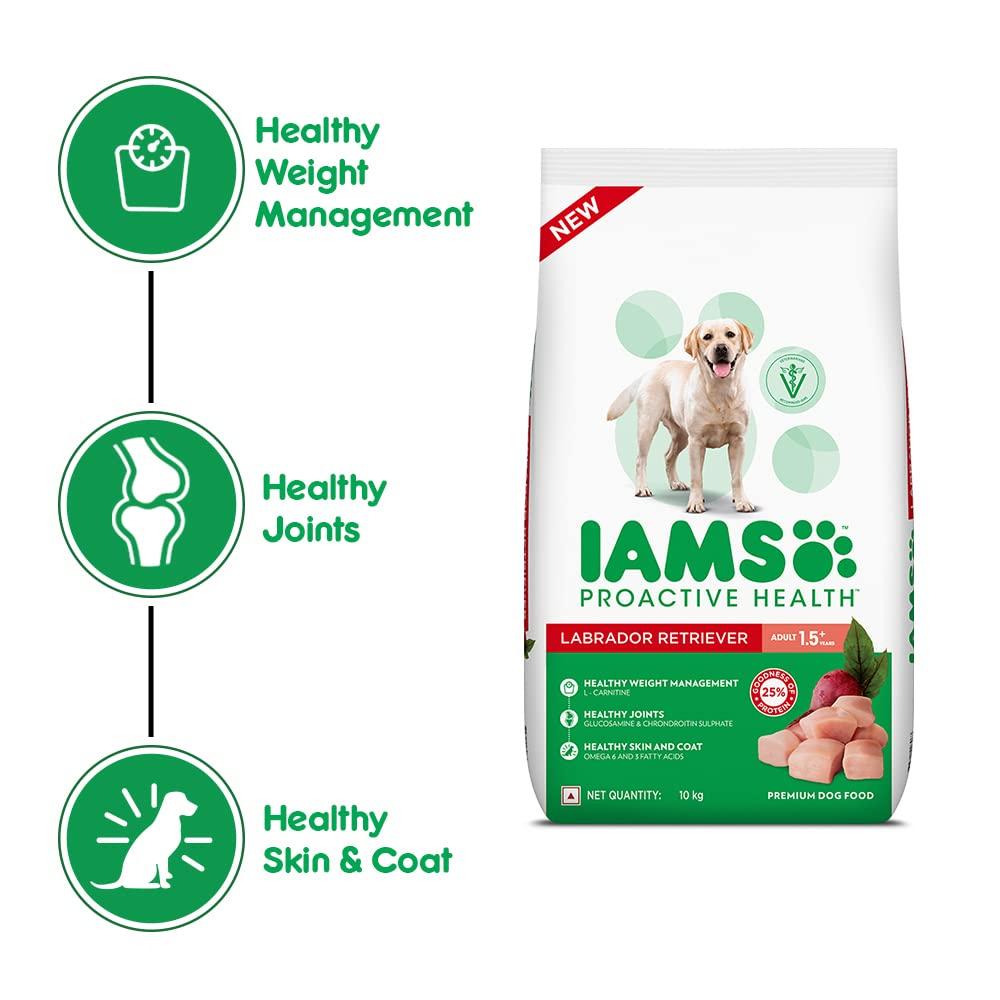 Healthy
Weight
Management
Healthy
Joints
Healthy
Skin & Coat
NEW
IAMS™
PROACTIVE HEALTH™
LABRADOR RETRIEVER
ADULT 1.5+ YEARS
HEALTHY WEIGHT MANAGEMENT
L - CARNITINE
HEALTHY JOINTS
GLUCOSAMINE & CHRONDROITIN SULPHATE
HEALTHY SKIN AND COAT
OMEGA 6 AND 3 FATTY ACIDS
GOODNESS OF
25%
PROTEIN
NET QUANTITY: 10 kg
PREMIUM DOG FOOD
IAMS